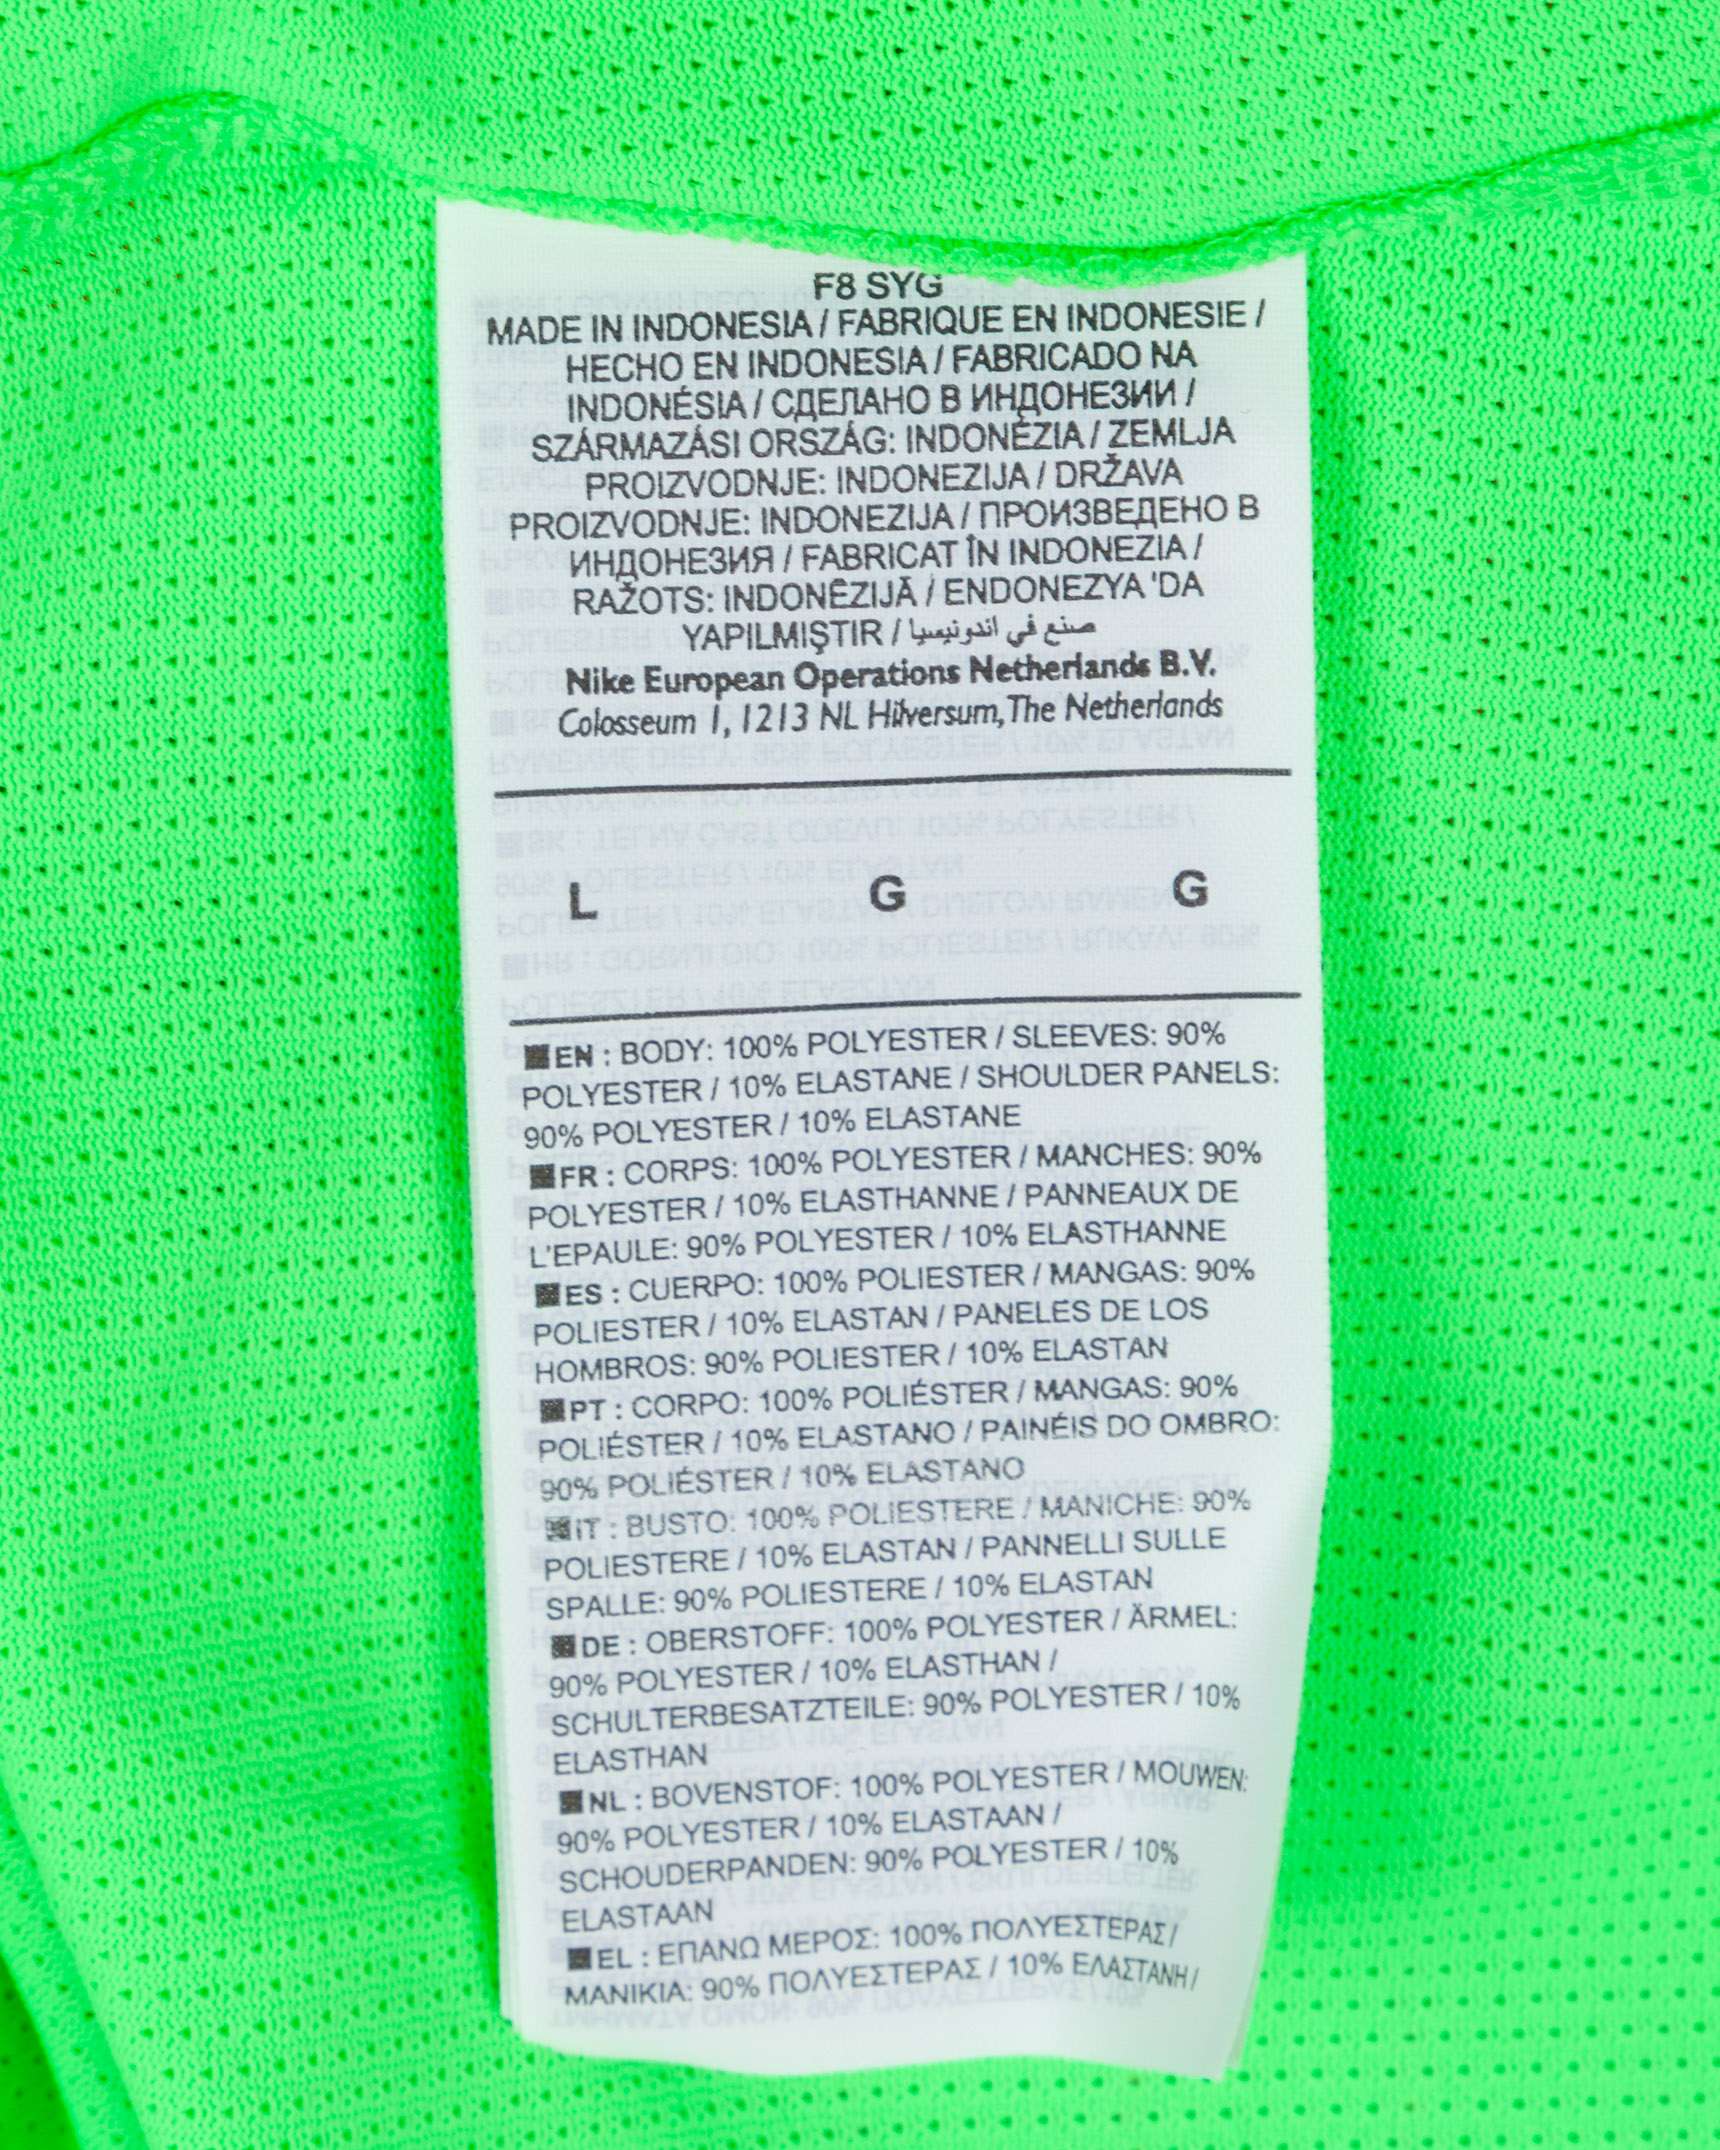 F8 SYG
MADE IN INDONESIA / FABRIQUE EN INDONESIE /
HECHO EN INDONESIA / FABRICADO NA
INDONÉSIA / СДЕЛАНО В ИНДОНЕЗИИ /
SZÁRMAZÁSI ORSZÁG: INDONÉZIA / ZEMLJA
PROIZVODNJE: INDONEZIJA / DRŽAVA
PROIZVODNJE: INDONEZIJA / ПРОИЗВЕДЕНО В
ИНДОНЕЗИЯ / FABRICAT ÎN INDONEZIA /
RAŽOTS: INDONĒZIJĀ / ENDONEZYA 'DA
YAPILMIŞTIR / صنع في اندونيسيا
Nike European Operations Netherlands B.V.
Colosseum 1, 1213 NL Hilversum, The Netherlands
L G G
EN : BODY: 100% POLYESTER / SLEEVES: 90%
POLYESTER / 10% ELASTANE / SHOULDER PANELS:
90% POLYESTER / 10% ELASTANE
FR : CORPS: 100% POLYESTER / MANCHES: 90%
POLYESTER / 10% ELASTHANNE / PANNEAUX DE
L'EPAULE: 90% POLYESTER / 10% ELASTHANNE
ES : CUERPO: 100% POLIESTER / MANGAS: 90%
POLIESTER / 10% ELASTAN / PANELES DE LOS
HOMBROS: 90% POLIESTER / 10% ELASTAN
PT : CORPO: 100% POLIÉSTER / MANGAS: 90%
POLIÉSTER / 10% ELASTANO / PAINÉIS DO OMBRO:
90% POLIÉSTER / 10% ELASTANO
IT : BUSTO: 100% POLIESTERE / MANICHE: 90%
POLIESTERE / 10% ELASTAN / PANNELLI SULLE
SPALLE: 90% POLIESTERE / 10% ELASTAN
DE : OBERSTOFF: 100% POLYESTER / ÄRMEL:
90% POLYESTER / 10% ELASTHAN /
SCHULTERBESATZTEILE: 90% POLYESTER / 10%
ELASTHAN
NL : BOVENSTOF: 100% POLYESTER / MOUWEN:
90% POLYESTER / 10% ELASTAAN /
SCHOUDERPANDEN: 90% POLYESTER / 10%
ELASTAAN
EL : ΕΠΑΝΩ ΜΕΡΟΣ: 100% ΠΟΛΥΕΣΤΕΡΑΣ /
ΜΑΝΙΚΙΑ: 90% ΠΟΛΥΕΣΤΕΡΑΣ / 10% ΕΛΑΣΤΑΝΗ /